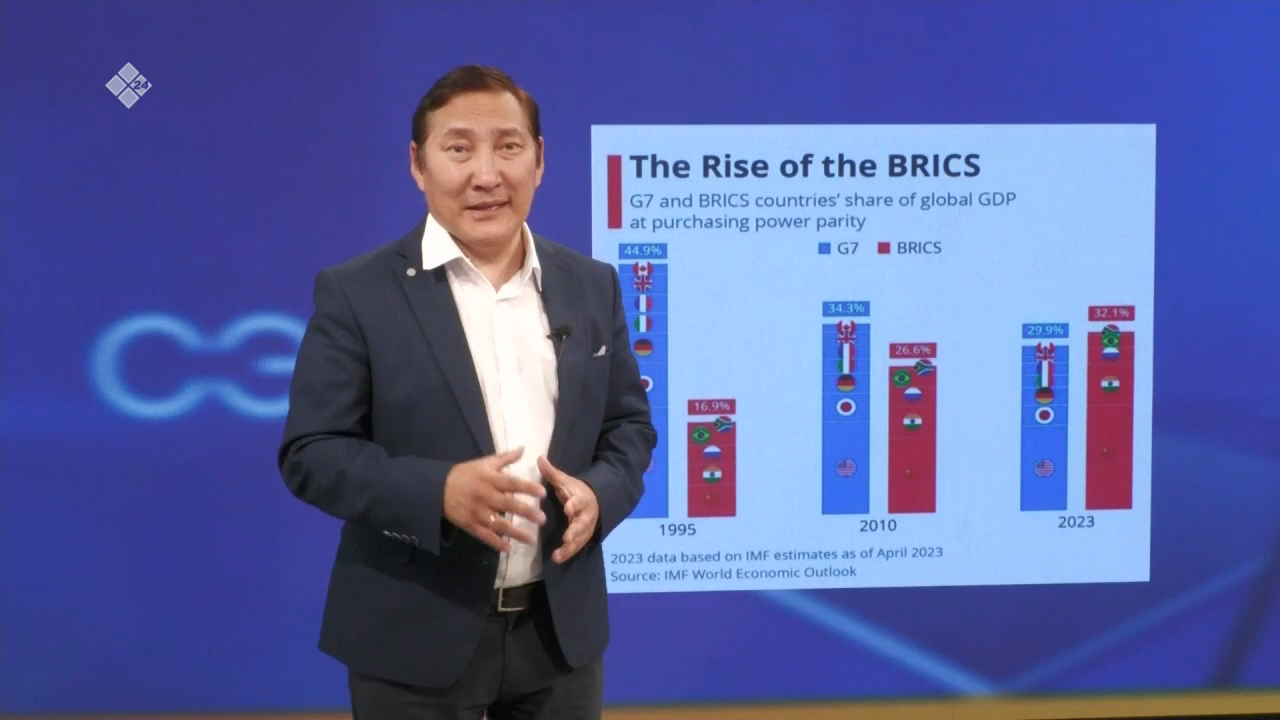 24
The Rise of the BRICS
G7 and BRICS countries' share of global GDP
at purchasing power parity
44.9%
G7 BRICS
34.3%
32.1%
29.9%
26.6%
16.9%
1995 2010 2023
2023 data based on IMF estimates as of April 2023
Source: IMF World Economic Outlook